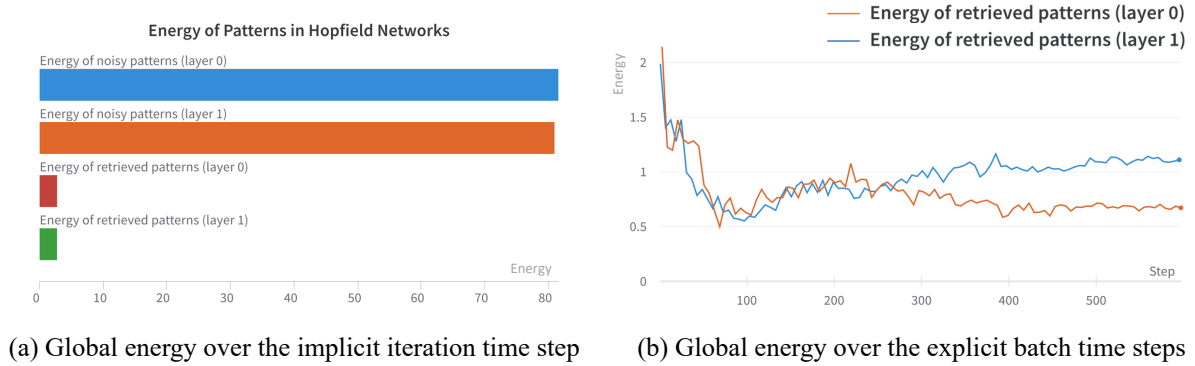 Energy of Patterns in Hopfield Networks
Energy of noisy patterns (layer 0)
Energy of noisy patterns (layer 1)
Energy of retrieved patterns (layer 0)
Energy of retrieved patterns (layer 1)
Energy
0 10 20 30 40 50 60 70 80
(a) Global energy over the implicit iteration time step
Energy of retrieved patterns (layer 0)
Energy of retrieved patterns (layer 1)
Energy
2
1.5
1
0.5
0
Step
100 200 300 400 500
(b) Global energy over the explicit batch time steps